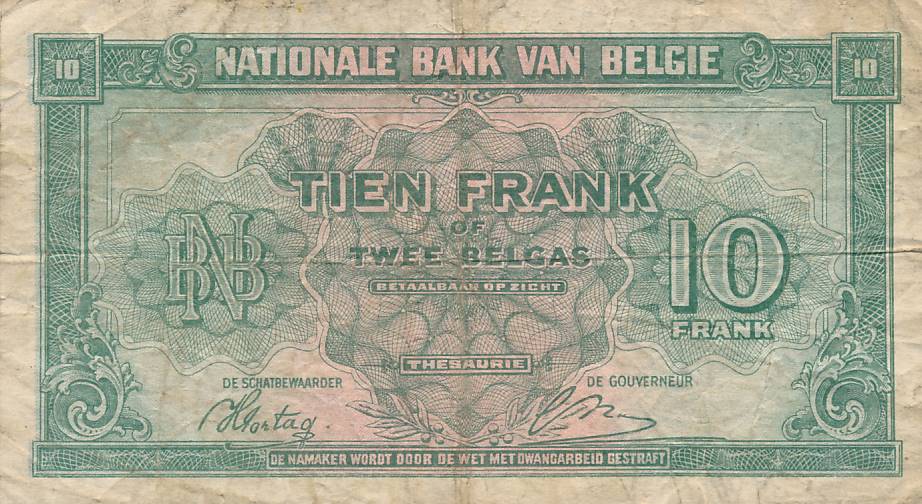 10 NATIONALE BANK VAN BELGIE 10
TIEN FRANK
OF
TWEE BELGAS
BETAALBAAR OP ZICHT
BNB
10
FRANK
THESAURIE
DE SCHATBEWAARDER
DE GOUVERNEUR
DE NAMAKER WORDT DOOR DE WET MET DWANGARBEID GESTRAFT